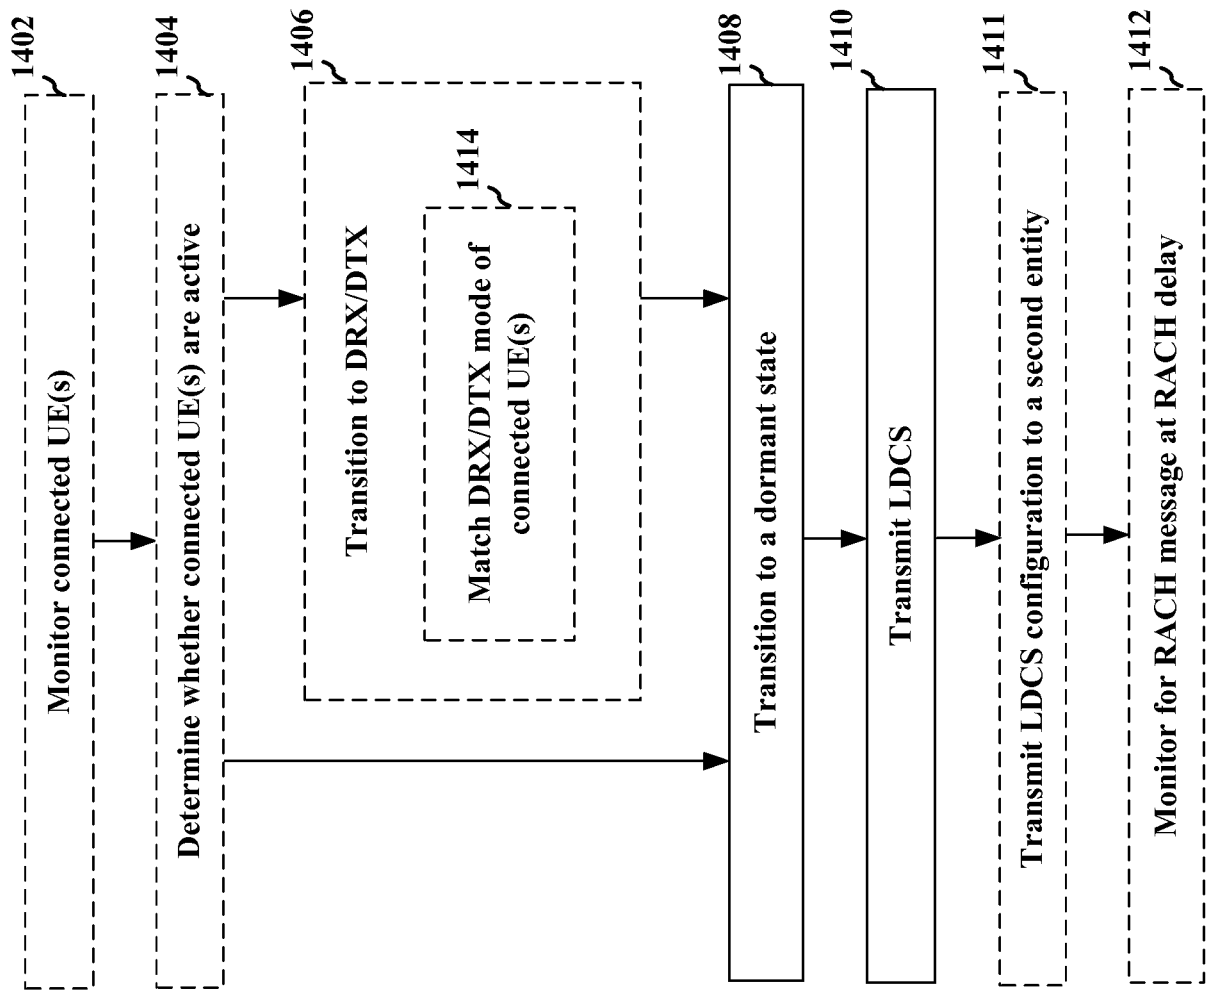 1402
Monitor connected UE(s)
1404
Determine whether connected UE(s) are active
1406
Transition to DRX/DTX
1414
Match DRX/DTX mode of
connected UE(s)
1408
Transition to a dormant state
1410
Transmit LDCS
1411
Transmit LDCS configuration to a second entity
1412
Monitor for RACH message at RACH delay